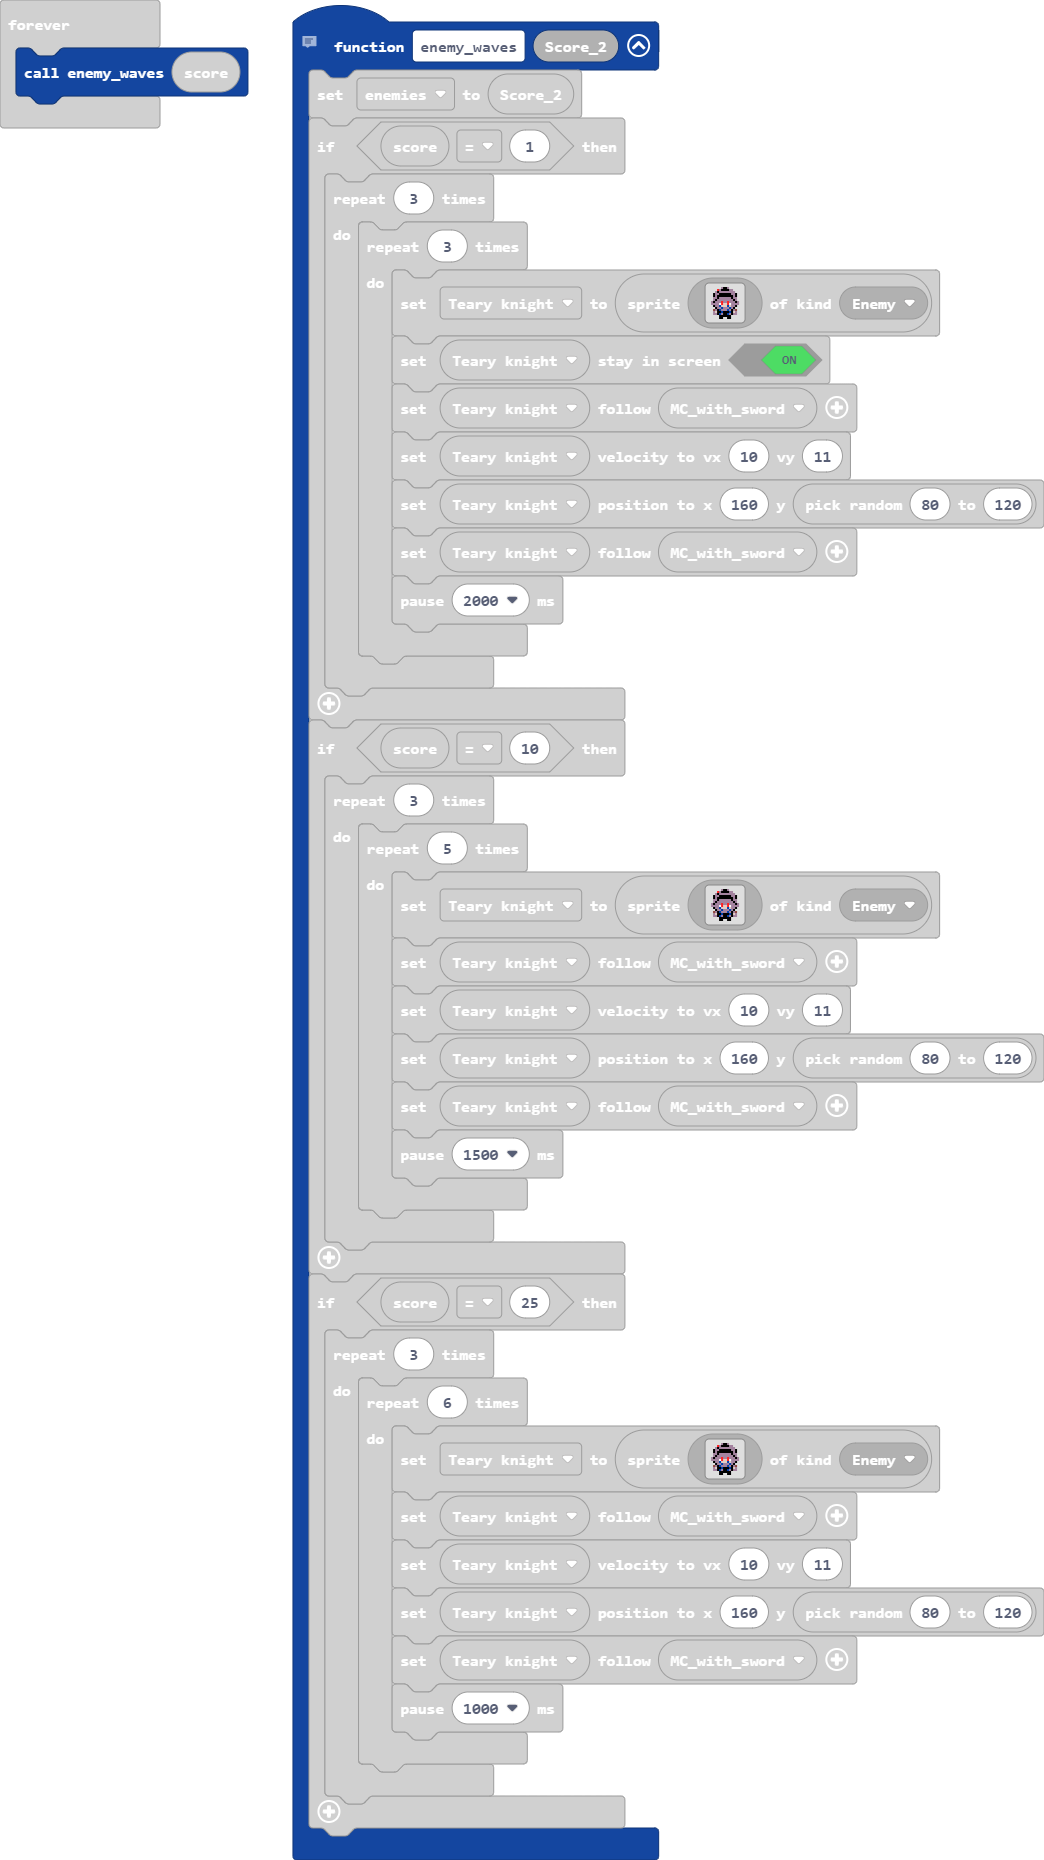 forever
call enemy_waves score
function enemy_waves Score_2
set enemies to Score_2
if score = 1 then
repeat 3 times
do
repeat 3 times
do
set Teary knight to sprite of kind Enemy
set Teary knight stay in screen ON
set Teary knight follow MC_with_sword
set Teary knight velocity to vx 10 vy 11
set Teary knight position to x 160 y pick random 80 to 120
set Teary knight follow MC_with_sword
pause 2000 ms
if score = 10 then
repeat 3 times
do
repeat 5 times
do
set Teary knight to sprite of kind Enemy
set Teary knight follow MC_with_sword
set Teary knight velocity to vx 10 vy 11
set Teary knight position to x 160 y pick random 80 to 120
set Teary knight follow MC_with_sword
pause 1500 ms
if score = 25 then
repeat 3 times
do
repeat 6 times
do
set Teary knight to sprite of kind Enemy
set Teary knight follow MC_with_sword
set Teary knight velocity to vx 10 vy 11
set Teary knight position to x 160 y pick random 80 to 120
set Teary knight follow MC_with_sword
pause 1000 ms